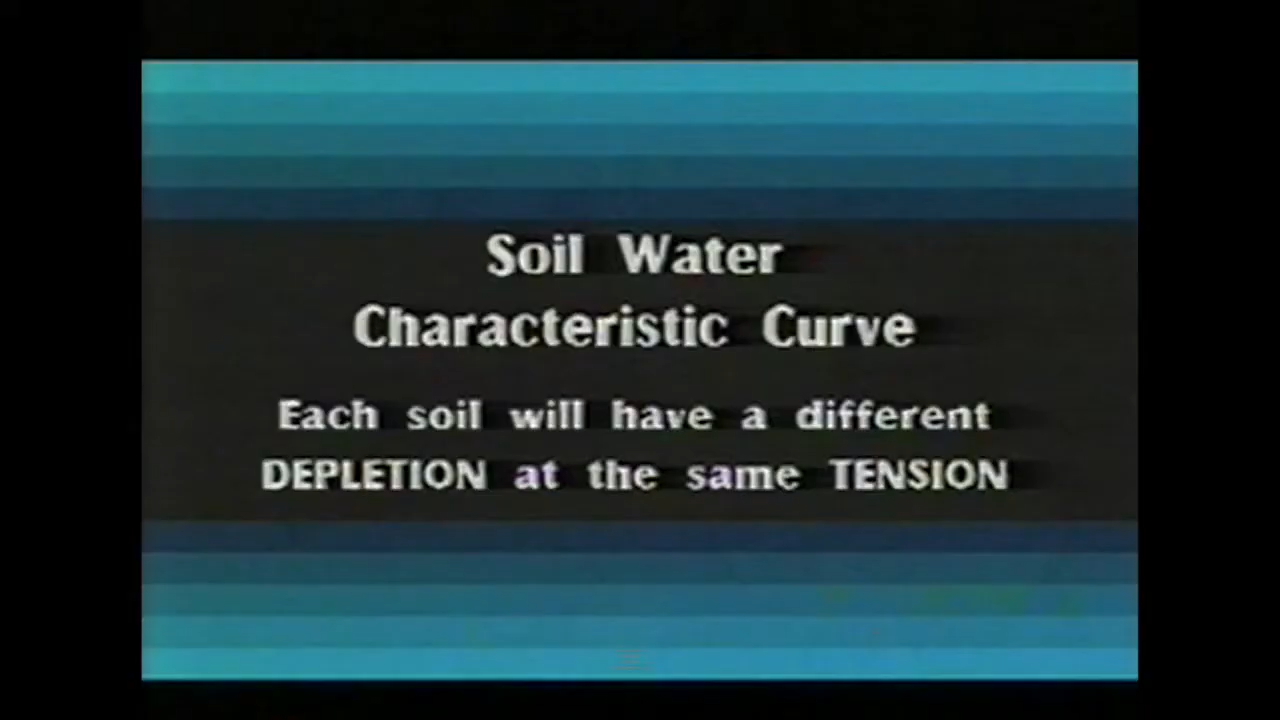 Soil Water
Characteristic Curve
Each soil will have a different
DEPLETION at the same TENSION